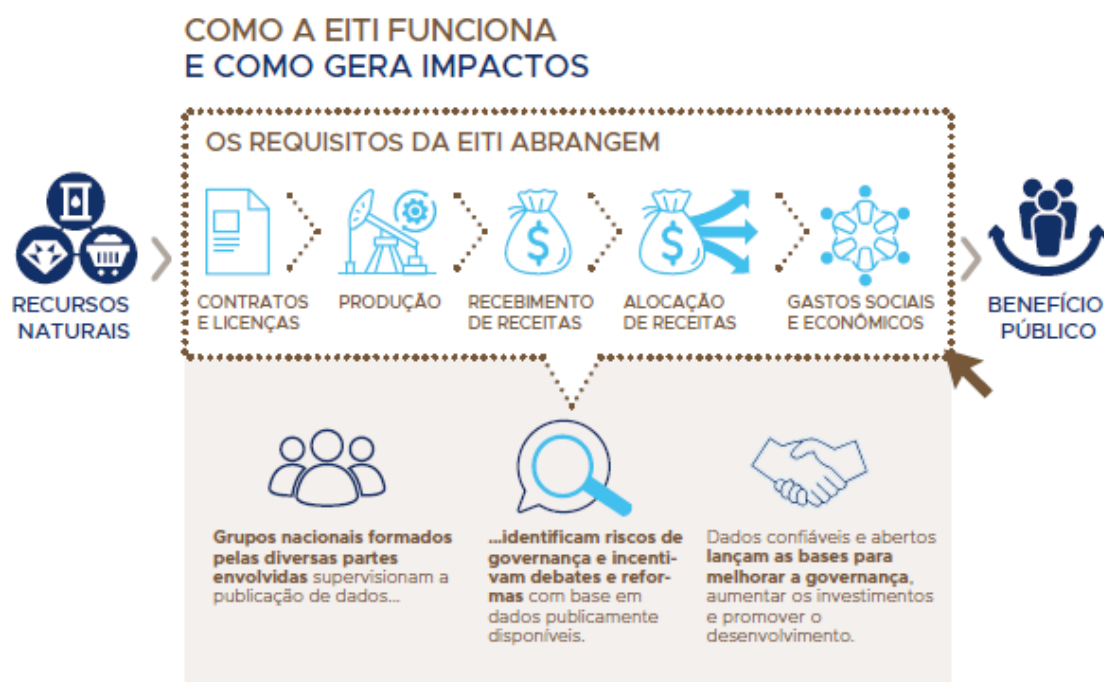 COMO A EITI FUNCIONA
E COMO GERA IMPACTOS
OS REQUISITOS DA EITI ABRANGEM
RECURSOS
NATURAIS
CONTRATOS
E LICENÇAS
PRODUÇÃO
RECEBIMENTO
DE RECEITAS
ALOCAÇÃO
DE RECEITAS
GASTOS SOCIAIS
E ECONÔMICOS
BENEFÍCIO
PÚBLICO
Grupos nacionais formados
pelas diversas partes
envolvidas supervisionam a
publicação de dados...
...identificam riscos de
governança e incenti-
vam debates e refor-
mas com base em
dados publicamente
disponíveis.
Dados confiáveis e abertos
lançam as bases para
melhorar a governança,
aumentar os investimentos
e promover o
desenvolvimento.